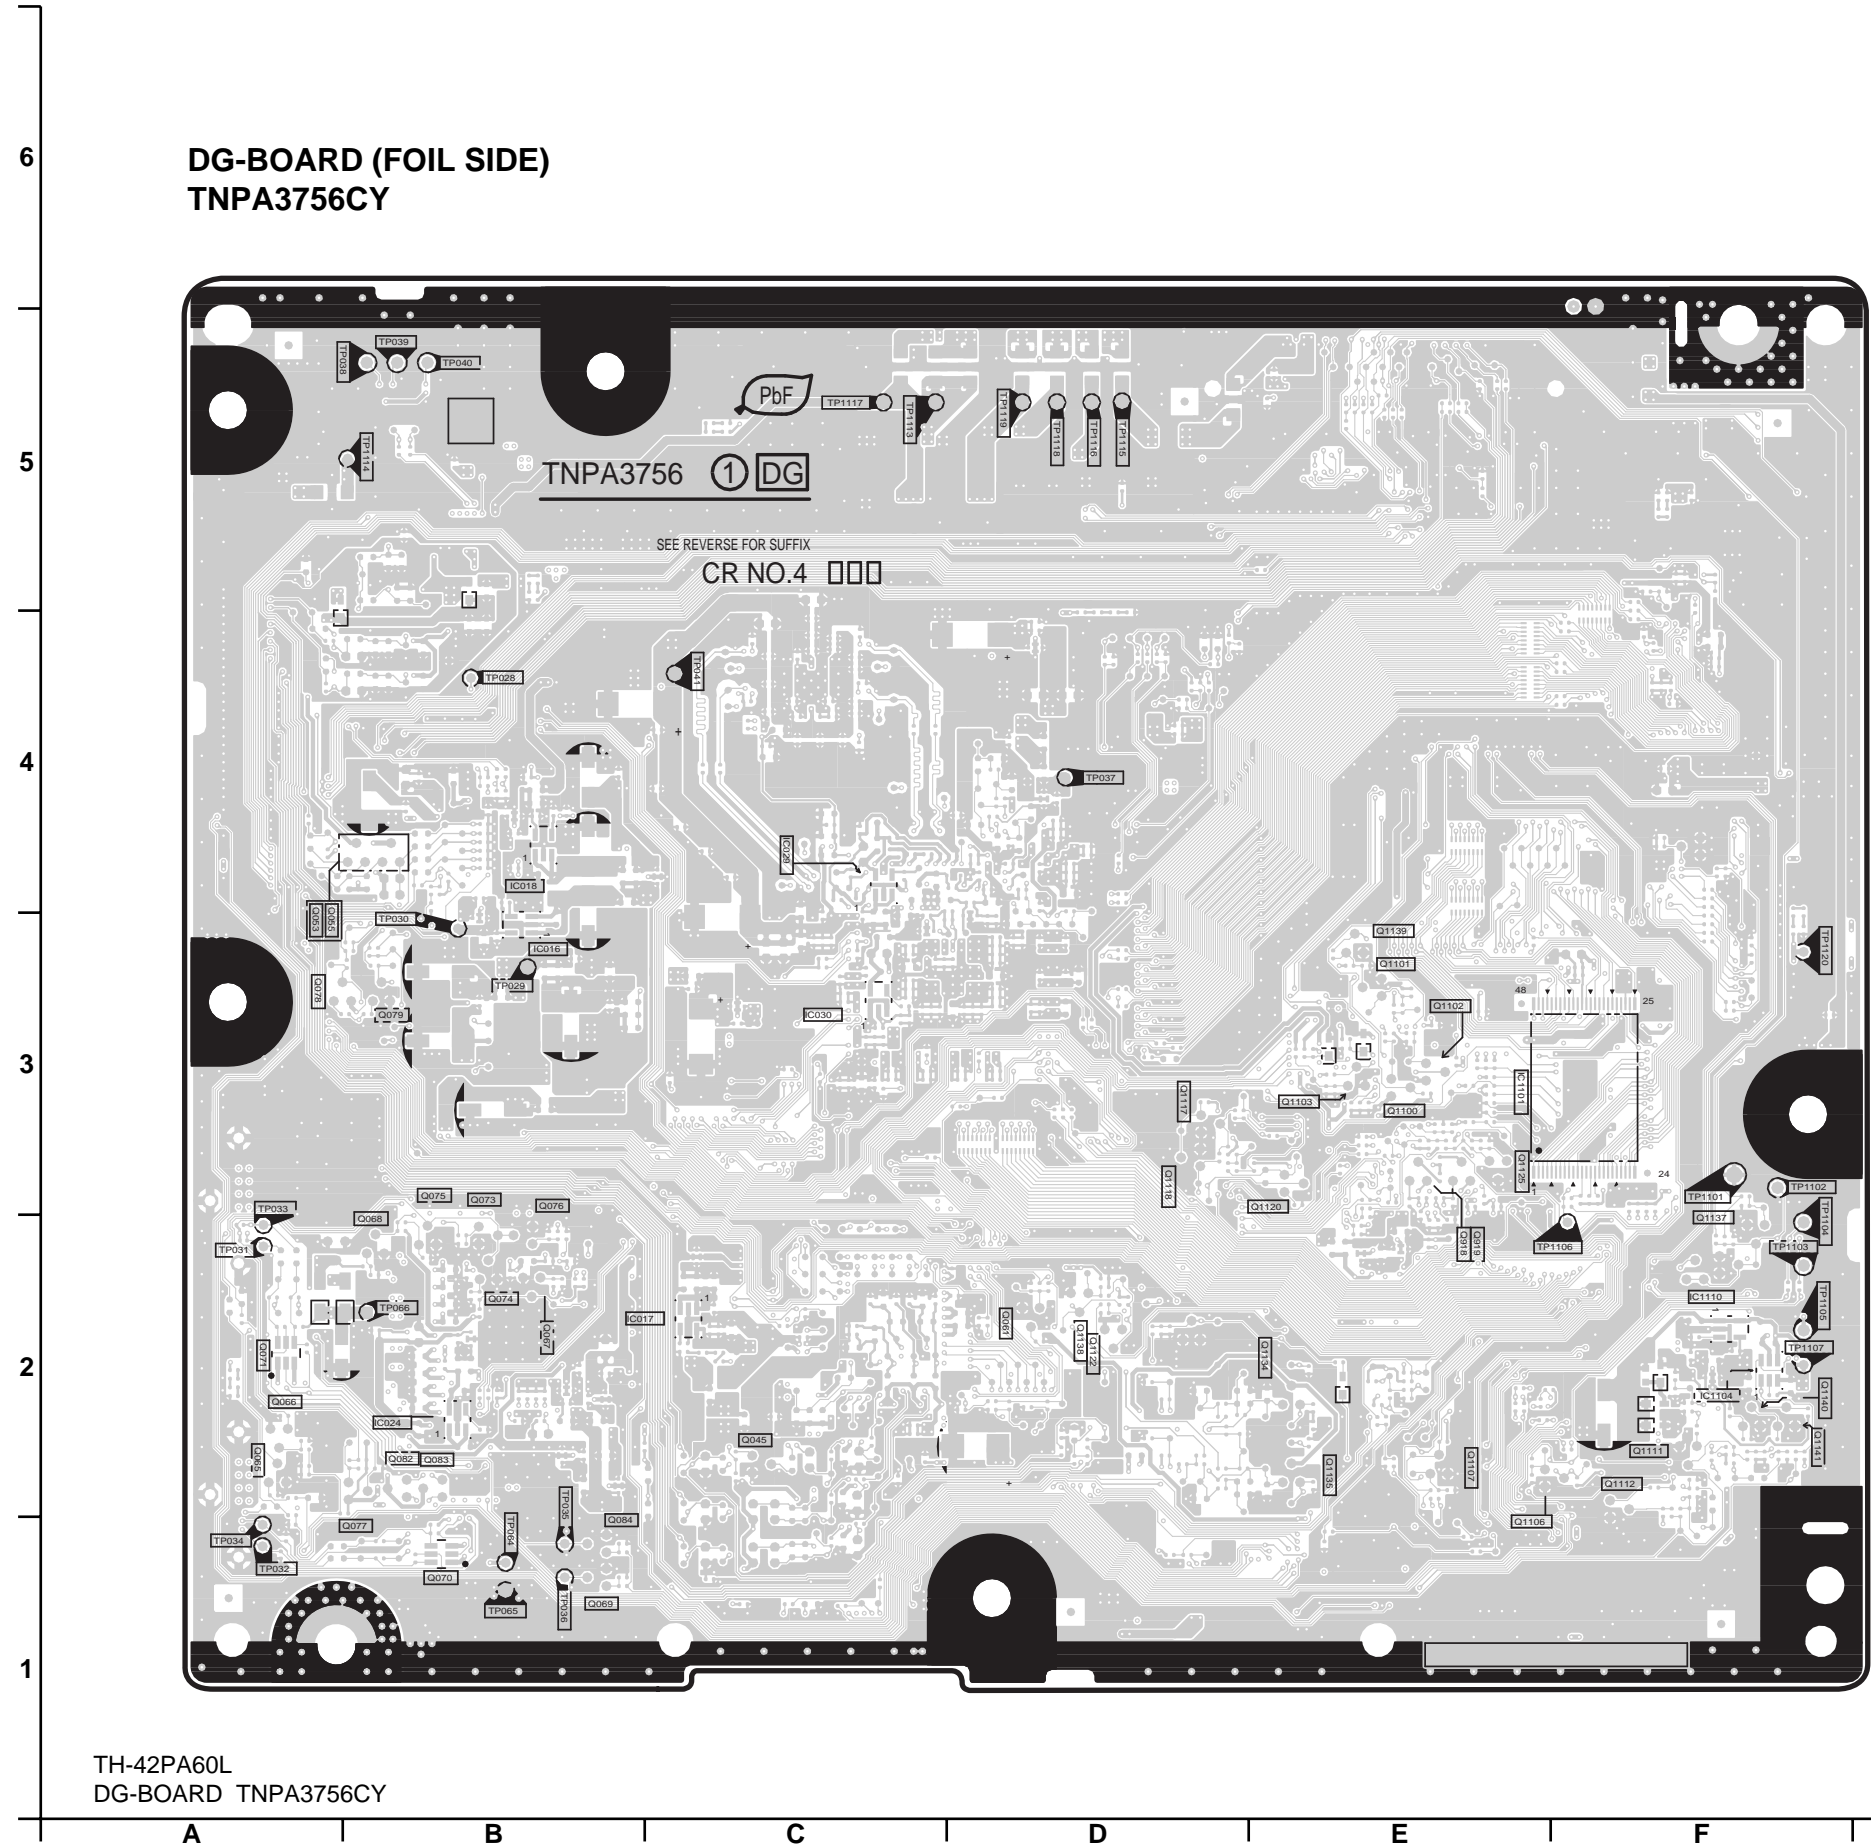 6
DG-BOARD (FOIL SIDE)
TNPA3756CY
TP038
TP039
TP040
PbF
TP1117
TP1113
TP1119
TP1118
TP1116
TP1115
TP1114
5
TNPA3756 1 DG
SEE REVERSE FOR SUFFIX
CR NO.4
TP028
TP041
+
+
4
TP037
IC029
1
IC018
1
Q053
Q055
TP030
IC016
TP029
+
Q1139
Q1101
TP1120
Q078
Q079
+
IC030
1
Q1102
48
25
3
Q1103
Q1100
Q1117
IC1101
Q1118
Q1125
1
24
TP1101
TP1102
Q075
Q073
Q076
Q068
Q1120
Q1137
TP033
TP031
Q918
Q919
TP1106
TP1104
TP1103
Q074
TP066
IC017
1
Q067
Q061
Q1138
Q1122
IC1110
TP1105
TP1107
2
Q071
Q066
Q1134
IC1104
Q1140
IC024
1
Q045
Q082
Q083
Q065
Q1111
Q1141
Q1135
Q1107
Q1112
+
TP035
TP064
Q084
Q077
Q1106
TP034
TP032
Q070
TP065
TP036
Q069
1
TH-42PA60L
DG-BOARD TNPA3756CY
A B C D E F